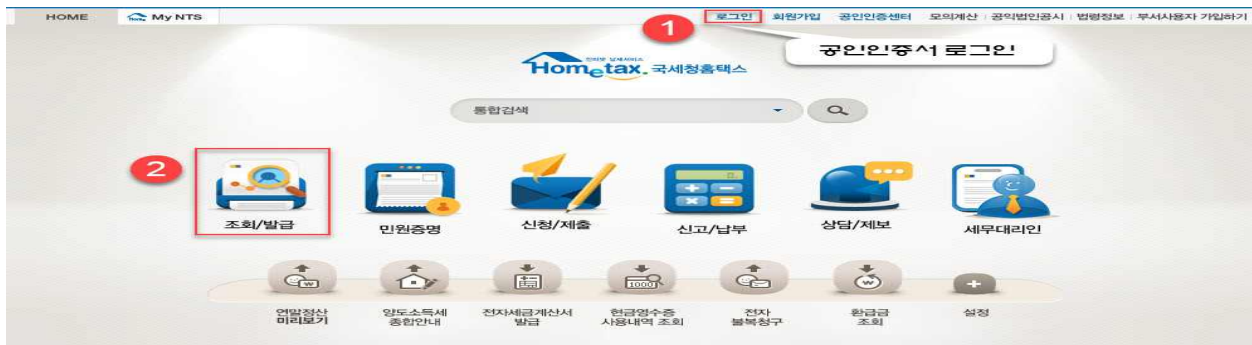 HOME My NTS 로그인 회원가입 공인인증센터 모의계산 공익법인공시 법령정보 부서사용자 가입하기
1
공인인증서 로그인
Hometax. 국세청홈택스
통합검색
2
조회/발급 민원증명 신청/제출 신고/납부 상담/제보 세무대리인
연말정산 양도소득세 전자세금계산서 현금영수증 전자 환급금 설정
미리보기 종합안내 발급 사용내역 조회 불복청구 조회